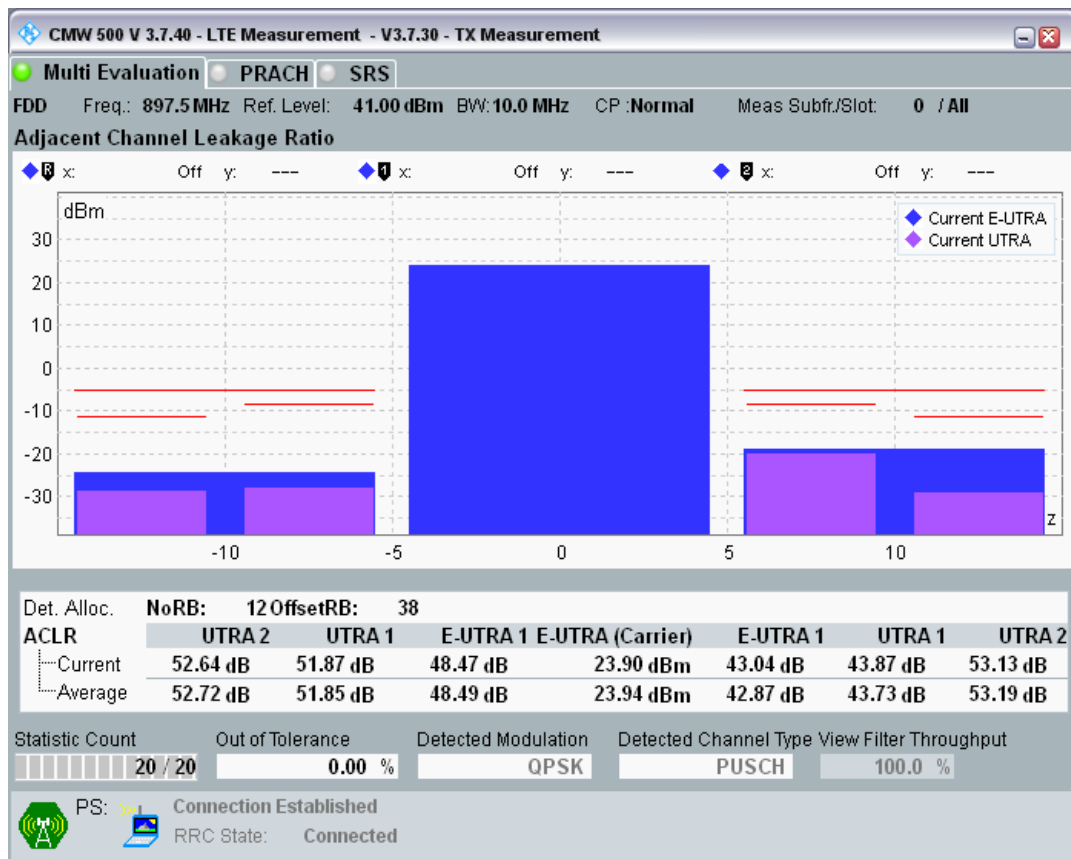 CMW 500 V 3.7.40 - LTE Measurement - V3.7.30 - TX Measurement
Multi Evaluation PRACH SRS
FDD Freq.: 897.5 MHz Ref. Level: 41.00 dBm BW: 10.0 MHz CP :Normal Meas Subfr./Slot: 0 / All
Adjacent Channel Leakage Ratio
R x: Off y: --- 1 x: Off y: --- 2 x: Off y: ---
dBm
Current E-UTRA
Current UTRA
30
20
10
0
-10
-20
-30
z
-10 -5 0 5 10
Det. Alloc. NoRB: 12 OffsetRB: 38
ACLR UTRA 2 UTRA 1 E-UTRA 1 E-UTRA (Carrier) E-UTRA 1 UTRA 1 UTRA 2
Current 52.64 dB 51.87 dB 48.47 dB 23.90 dBm 43.04 dB 43.87 dB 53.13 dB
Average 52.72 dB 51.85 dB 48.49 dB 23.94 dBm 42.87 dB 43.73 dB 53.19 dB
Statistic Count Out of Tolerance Detected Modulation Detected Channel Type View Filter Throughput
20 / 20 0.00 % QPSK PUSCH 100.0 %
PS: Connection Established
RRC State: Connected